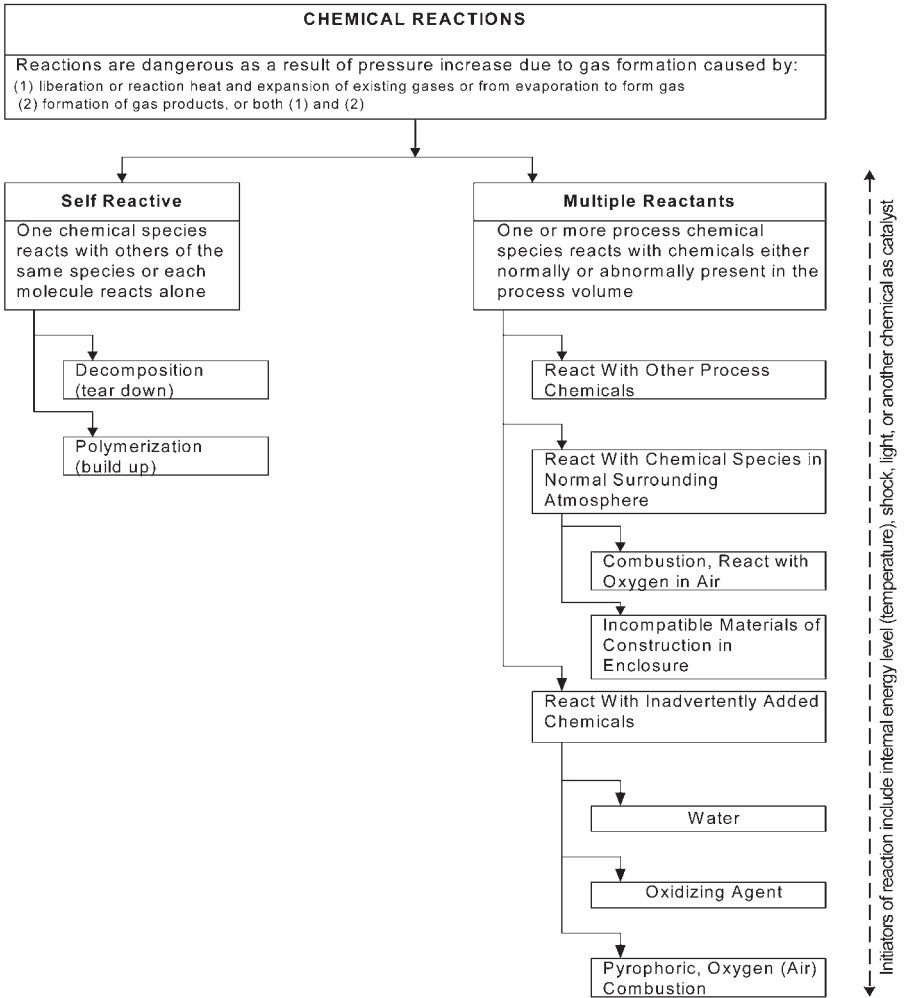 CHEMICAL REACTIONS
Reactions are dangerous as a result of pressure increase due to gas formation caused by:
(1) liberation or reaction heat and expansion of existing gases or from evaporation to form gas
(2) formation of gas products, or both (1) and (2)
Self Reactive
One chemical species
reacts with others of the
same species or each
molecule reacts alone
Decomposition
(tear down)
Polymerization
(build up)
Multiple Reactants
One or more process chemical
species reacts with chemicals either
normally or abnormally present in the
process volume
React With Other Process
Chemicals
React With Chemical Species in
Normal Surrounding
Atmosphere
Combustion, React with
Oxygen in Air
Incompatible Materials of
Construction in
Enclosure
React With Inadvertently Added
Chemicals
Water
Oxidizing Agent
Pyrophoric, Oxygen (Air)
Combustion
Initiators of reaction include internal energy level (temperature), shock, light, or another chemical as catalyst